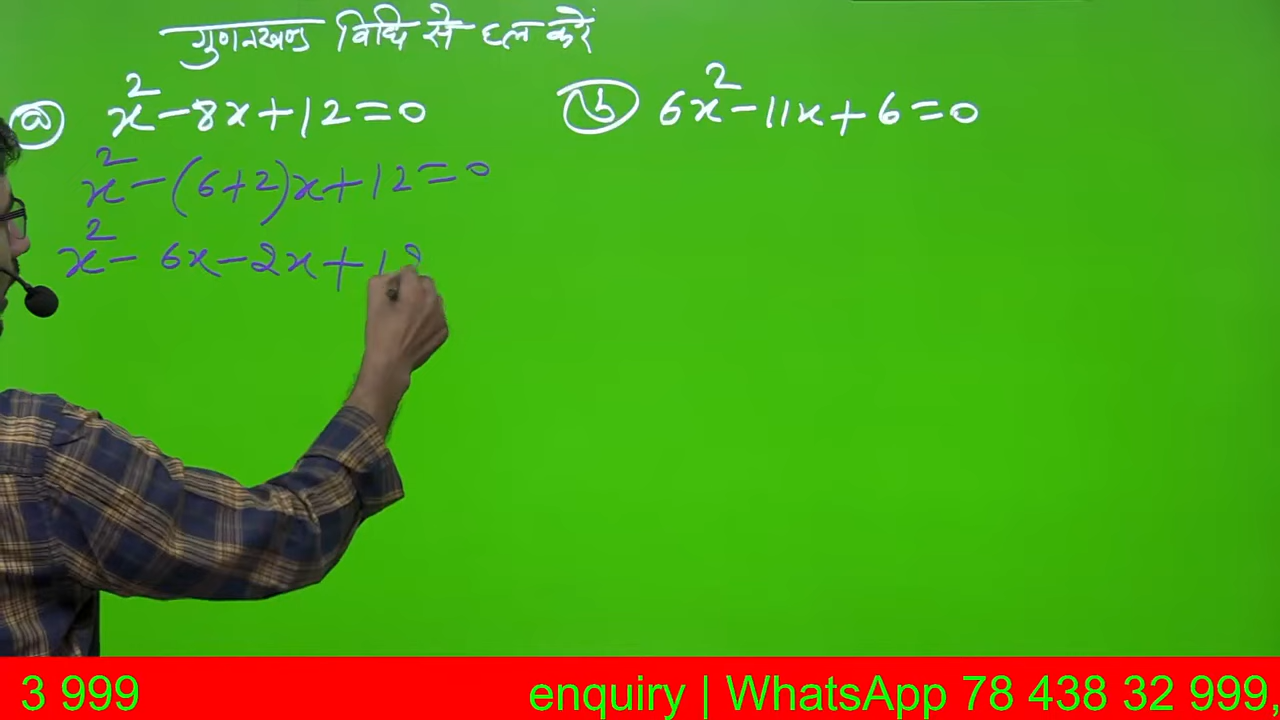 गुणनखण्ड विधि से हल करें
(a) x² - 8x + 12 = 0
(b) 6x² - 11x + 6 = 0
x² - (6+2)x + 12 = 0
x² - 6x - 2x + 12
3 999 enquiry | WhatsApp 78 438 32 999,